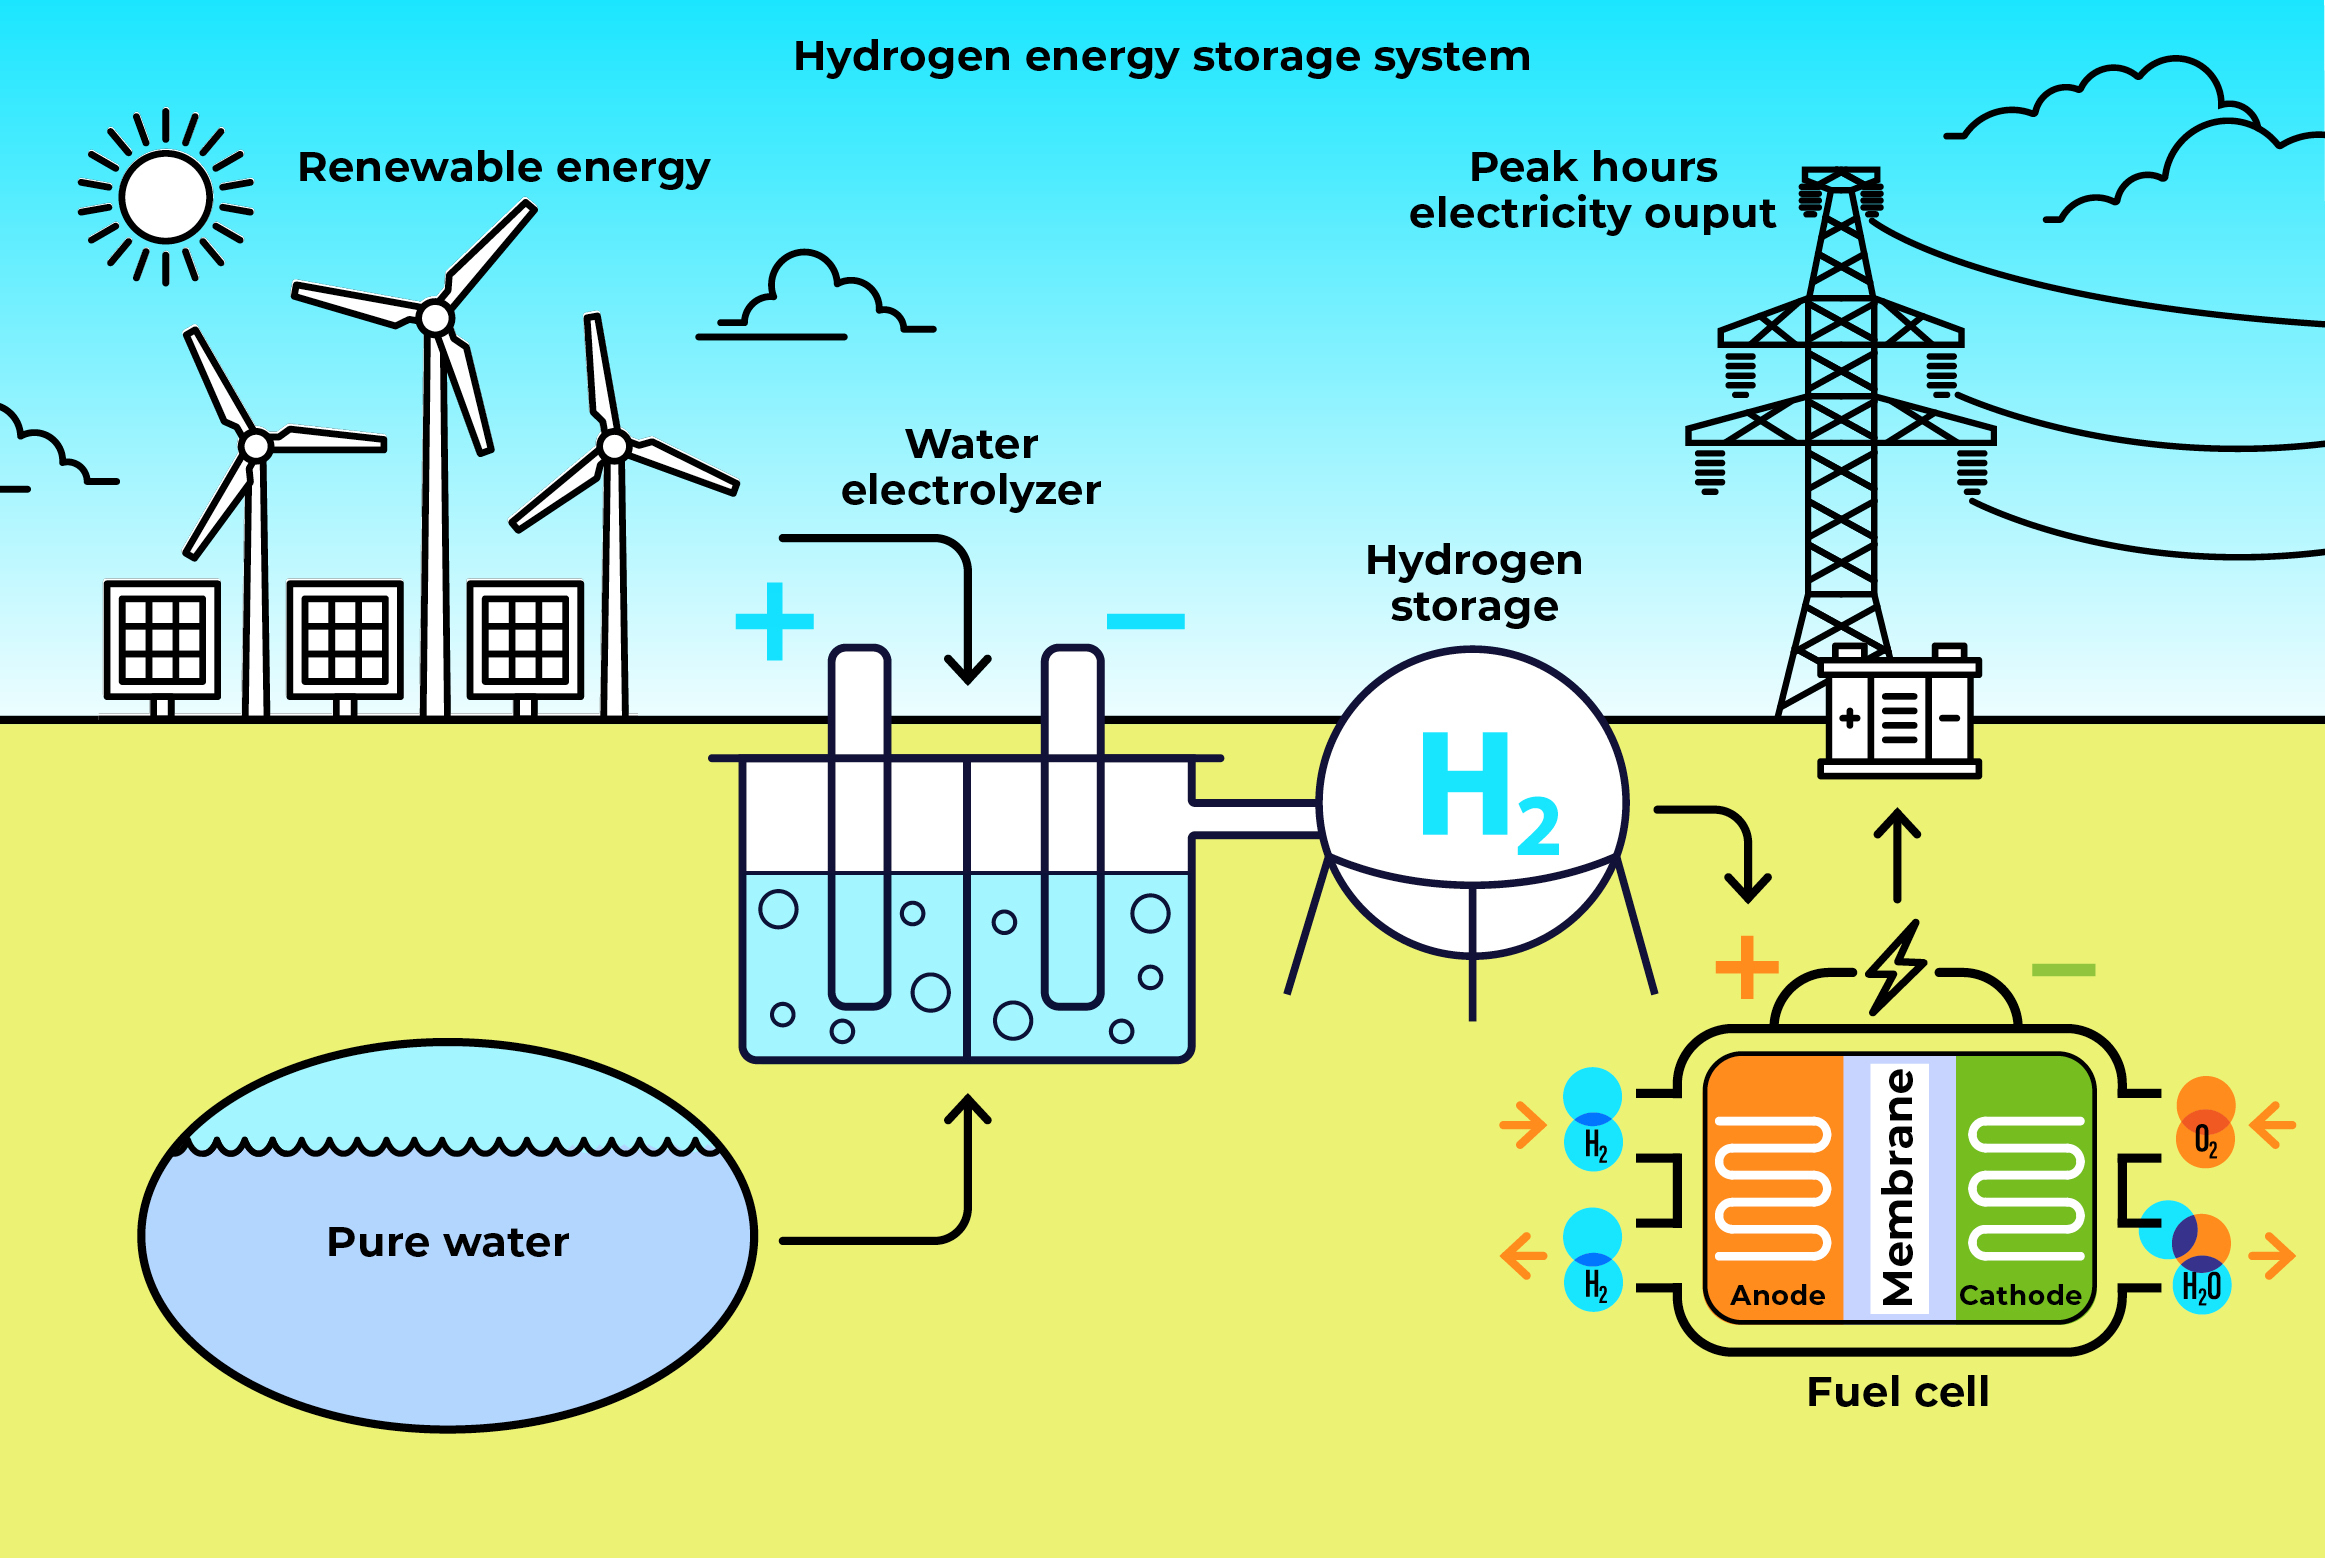 Hydrogen energy storage system
Renewable energy
Peak hours
electricity ouput
Water
electrolyzer
+
−
Hydrogen
storage
H₂
+ −
+
−
Pure water
H₂
H₂
Anode
Membrane
Cathode
O₂
H₂O
Fuel cell